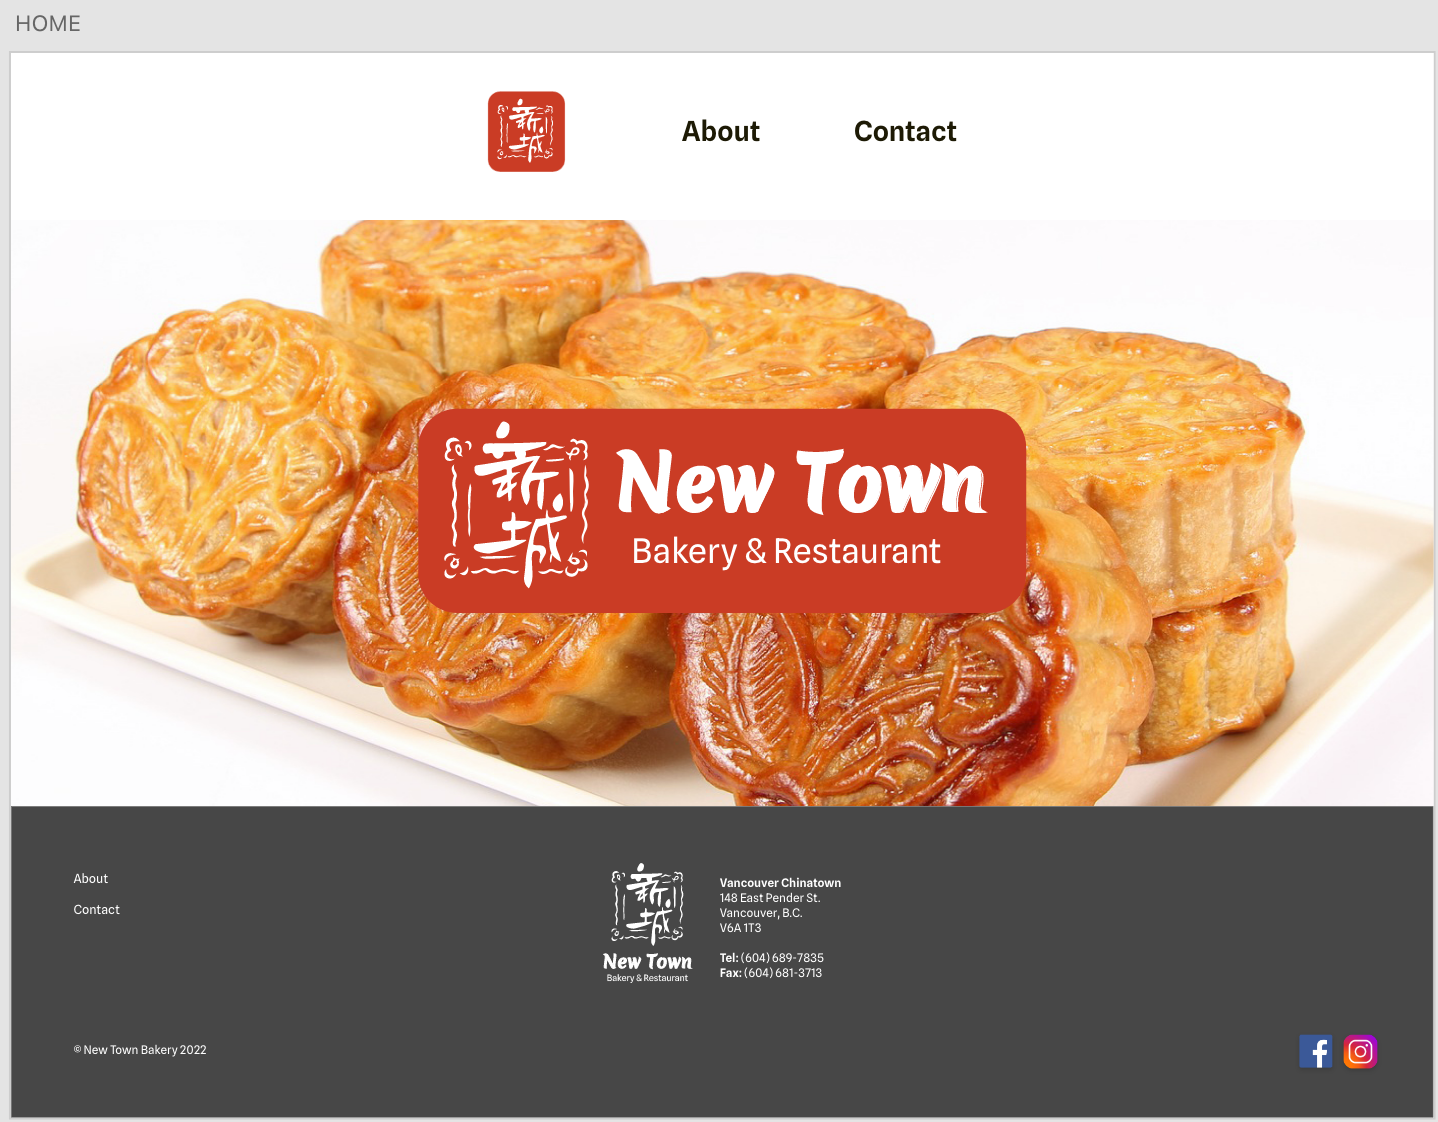 HOME
新城
About
Contact
新城
New Town
Bakery & Restaurant
About
Contact
新城
New Town
Bakery & Restaurant
Vancouver Chinatown
148 East Pender St.
Vancouver, B.C.
V6A 1T3
Tel: (604) 689-7835
Fax: (604) 681-3713
© New Town Bakery 2022